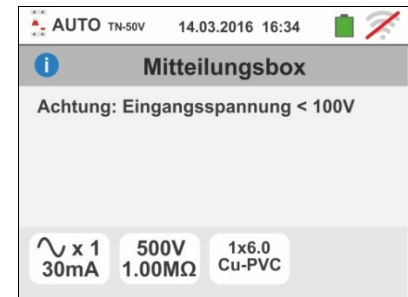 AUTO TN-50V 14.03.2016 16:34
i Mitteilungsbox
Achtung: Eingangsspannung < 100V
x 1 500V 1x6.0
30mA 1.00MΩ Cu-PVC